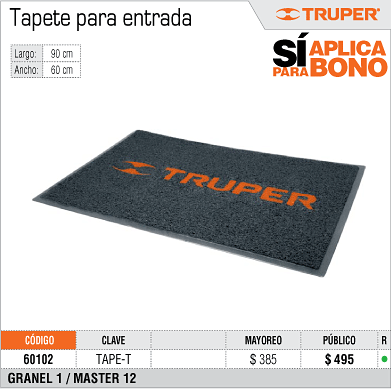 Tapete para entrada
TRUPER
Largo: 90 cm
Ancho: 60 cm
SÍ APLICA
PARA BONO
TRUPER
CÓDIGO CLAVE MAYOREO PÚBLICO R
60102 TAPE-T $ 385 $ 495
GRANEL 1 / MASTER 12